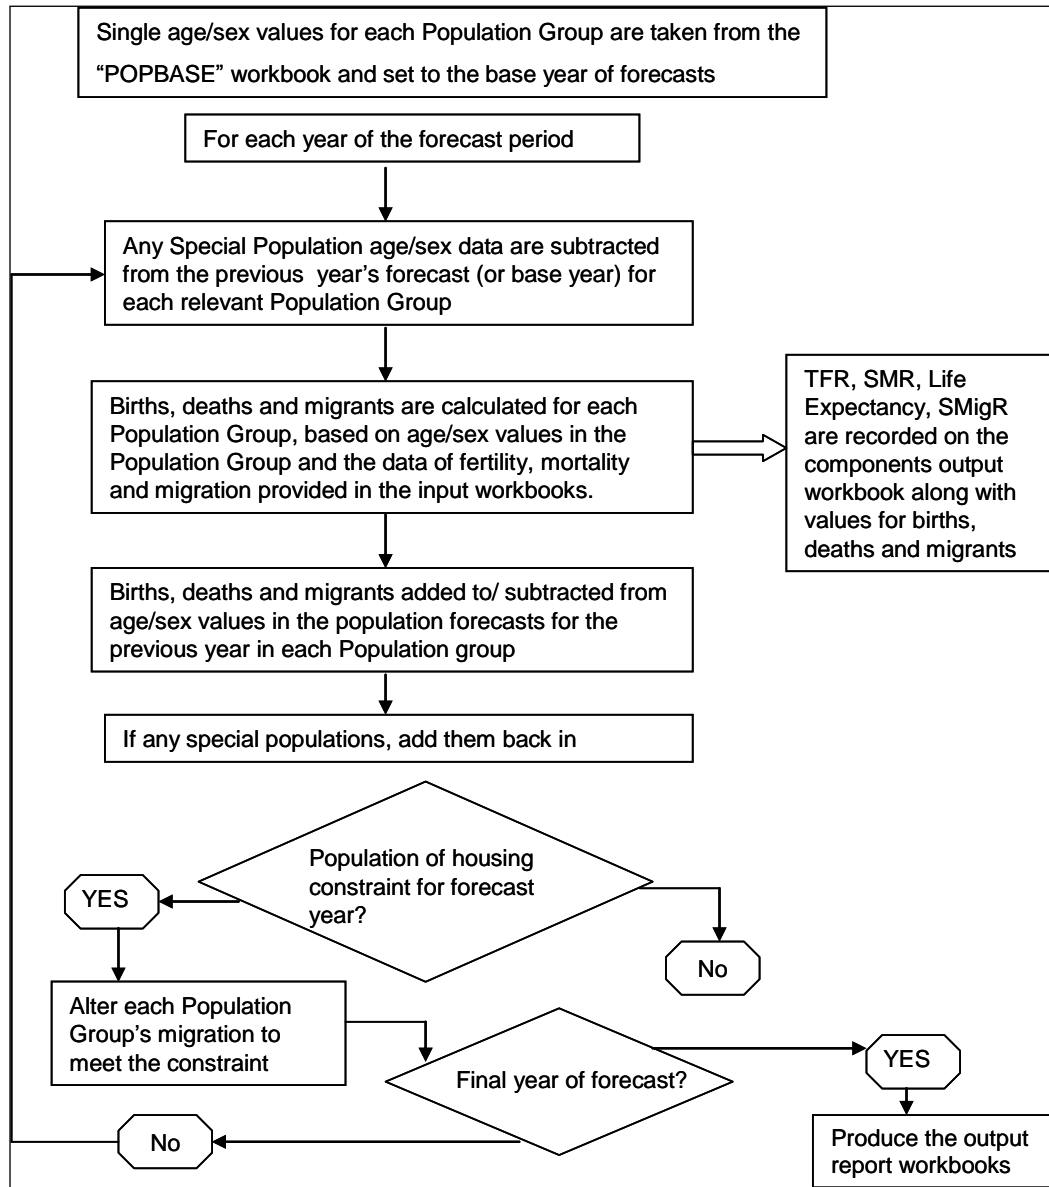 Single age/sex values for each Population Group are taken from the
“POPBASE” workbook and set to the base year of forecasts
For each year of the forecast period
Any Special Population age/sex data are subtracted
from the previous year’s forecast (or base year) for
each relevant Population Group
Births, deaths and migrants are calculated for each
Population Group, based on age/sex values in the
Population Group and the data of fertility, mortality
and migration provided in the input workbooks.
TFR, SMR, Life
Expectancy, SMigR
are recorded on the
components output
workbook along with
values for births,
deaths and migrants
Births, deaths and migrants added to/ subtracted from
age/sex values in the population forecasts for the
previous year in each Population group
If any special populations, add them back in
Population of housing
constraint for forecast
year?
YES
No
Alter each Population
Group’s migration to
meet the constraint
Final year of forecast?
YES
No
Produce the output
report workbooks